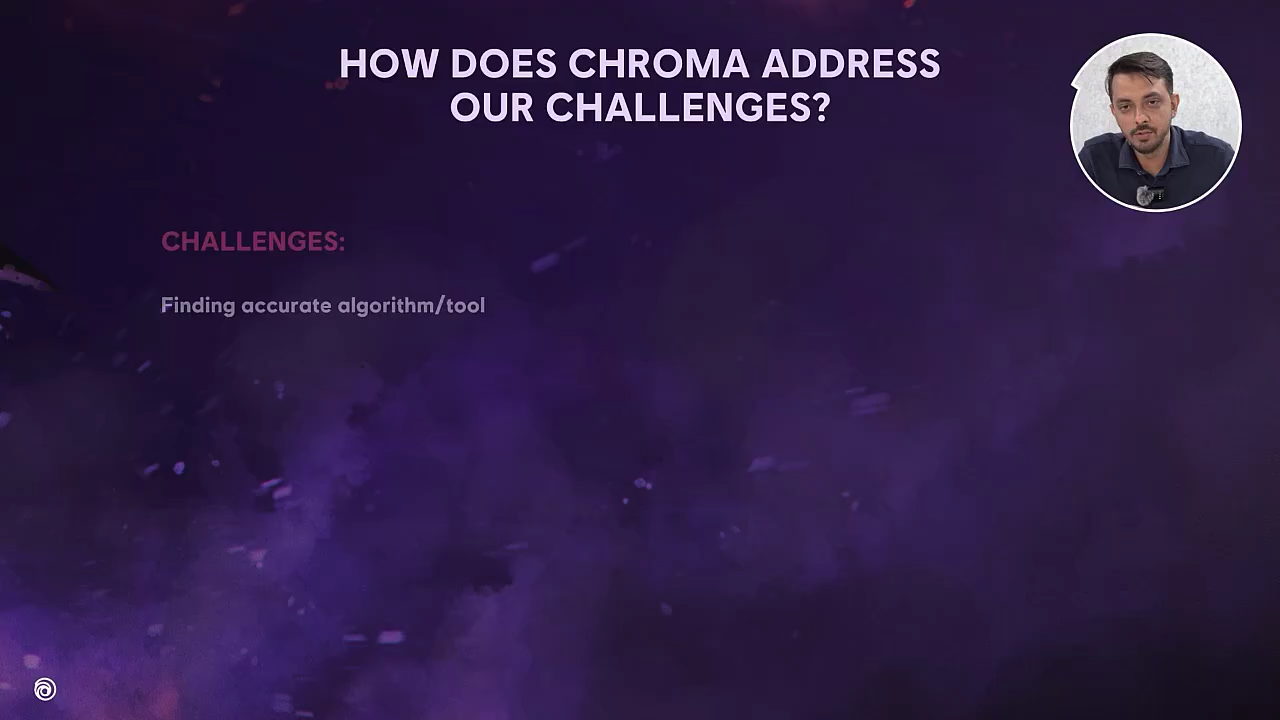 HOW DOES CHROMA ADDRESS
OUR CHALLENGES?
CHALLENGES:
Finding accurate algorithm/tool